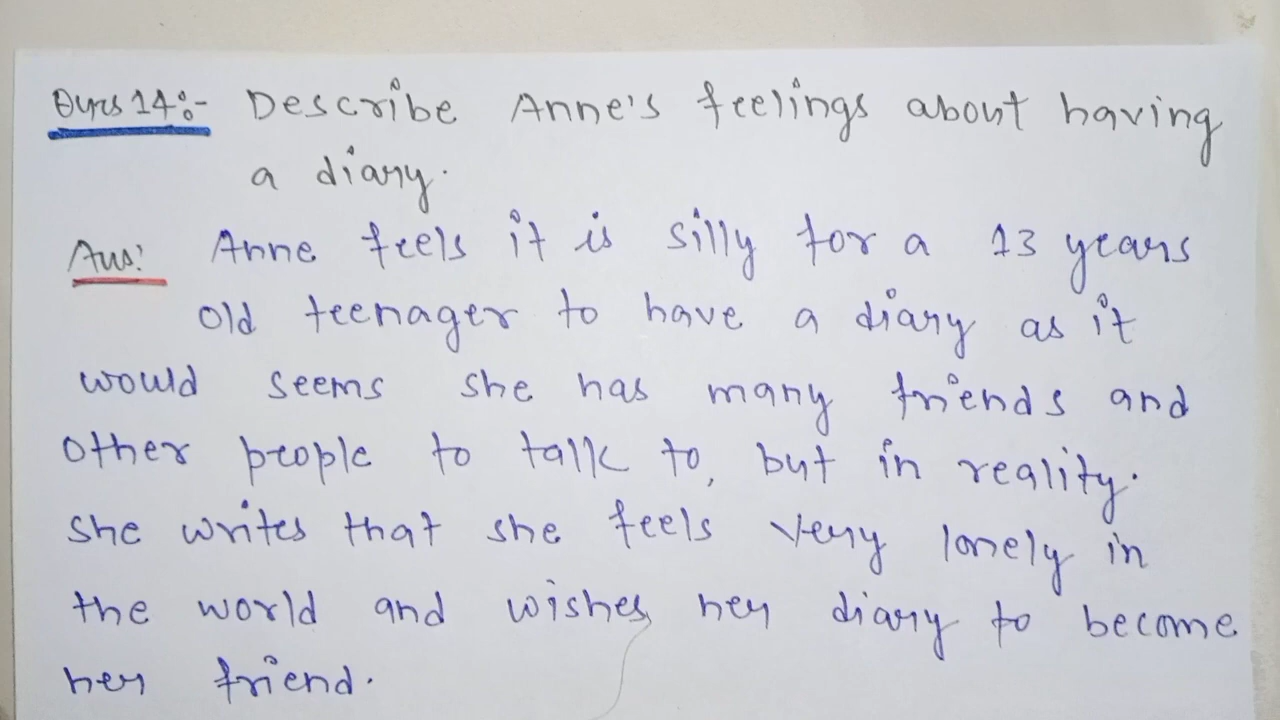 Ques 14:- Describe Anne's feelings about having
a diary.
Ans: Anne feels it is silly for a 13 years
old teenager to have a diary as it
would seems she has many friends and
other people to talk to, but in reality.
She writes that she feels very lonely in
the world and wishes her diary to become
her friend.